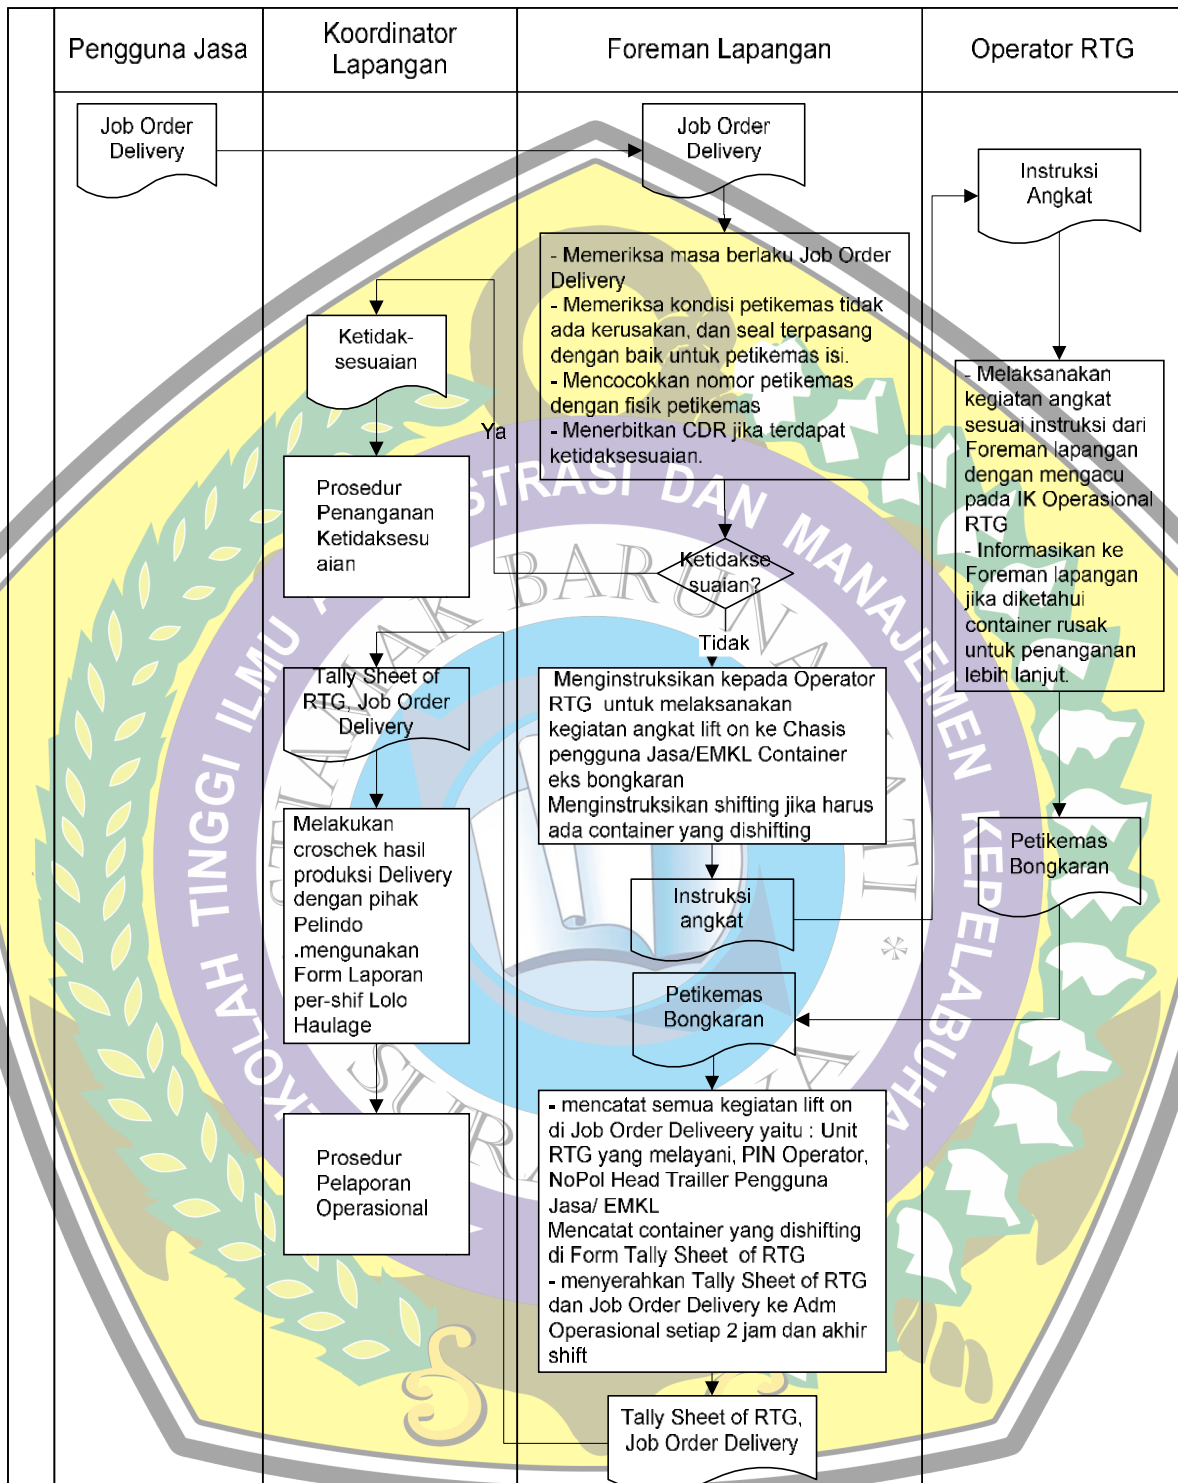 Pengguna Jasa
Koordinator
Lapangan
Foreman Lapangan
Operator RTG
Job Order
Delivery
Job Order
Delivery
Instruksi
Angkat
- Memeriksa masa berlaku Job Order
Delivery
- Memeriksa kondisi petikemas tidak
ada kerusakan, dan seal terpasang
dengan baik untuk petikemas isi.
- Mencocokkan nomor petikemas
dengan fisik petikemas
- Menerbitkan CDR jika terdapat
ketidaksesuaian.
Ketidak-
sesuaian
Ya
Prosedur
Penanganan
Ketidaksesu
aian
Ketidakse
suaian?
Tidak
- Melaksanakan
kegiatan angkat
sesuai instruksi dari
Foreman lapangan
dengan mengacu
pada IK Operasional
RTG
- Informasikan ke
Foreman lapangan
jika diketahui
container rusak
untuk penanganan
lebih lanjut.
Tally Sheet of
RTG, Job Order
Delivery
Menginstruksikan kepada Operator
RTG untuk melaksanakan
kegiatan angkat lift on ke Chasis
pengguna Jasa/EMKL Container
eks bongkaran
Menginstruksikan shifting jika harus
ada container yang dishifting
Melakukan
croschek hasil
produksi Delivery
dengan pihak
Pelindo
.mengunakan
Form Laporan
per-shif Lolo
Haulage
Petikemas
Bongkaran
Instruksi
angkat
Petikemas
Bongkaran
Prosedur
Pelaporan
Operasional
- mencatat semua kegiatan lift on
di Job Order Deliveery yaitu : Unit
RTG yang melayani, PIN Operator,
NoPol Head Trailler Pengguna
Jasa/ EMKL
Mencatat container yang dishifting
di Form Tally Sheet of RTG
- menyerahkan Tally Sheet of RTG
dan Job Order Delivery ke Adm
Operasional setiap 2 jam dan akhir
shift
Tally Sheet of RTG,
Job Order Delivery
TINGGI ILMU
DAN MANAJEMEN
BARUNA